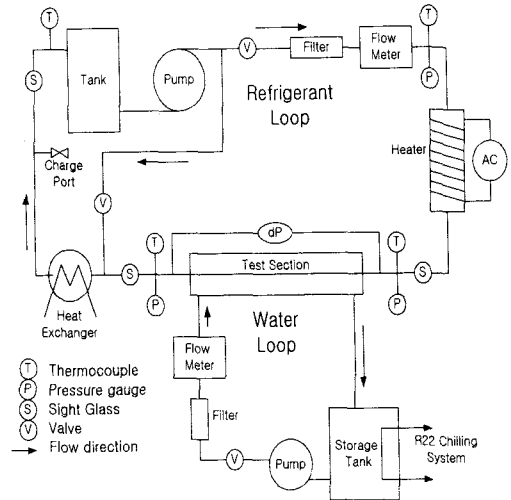 T
V
Filter
Flow
Meter
T
P
S
Tank
Pump
Refrigerant
Loop
Heater
AC
Charge
Port
V
T
dP
T
S
Test Section
S
P
P
Heat
Exchanger
Water
Loop
Flow
Meter
Filter
V
Pump
Storage
Tank
R22 Chilling
System
T Thermocouple
P Pressure gauge
S Sight Glass
V Valve
Flow direction